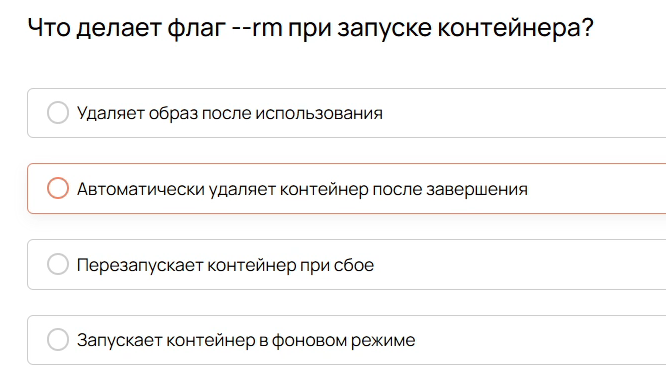 Что делает флаг --rm при запуске контейнера?
Удаляет образ после использования
Автоматически удаляет контейнер после завершения
Перезапускает контейнер при сбое
Запускает контейнер в фоновом режиме